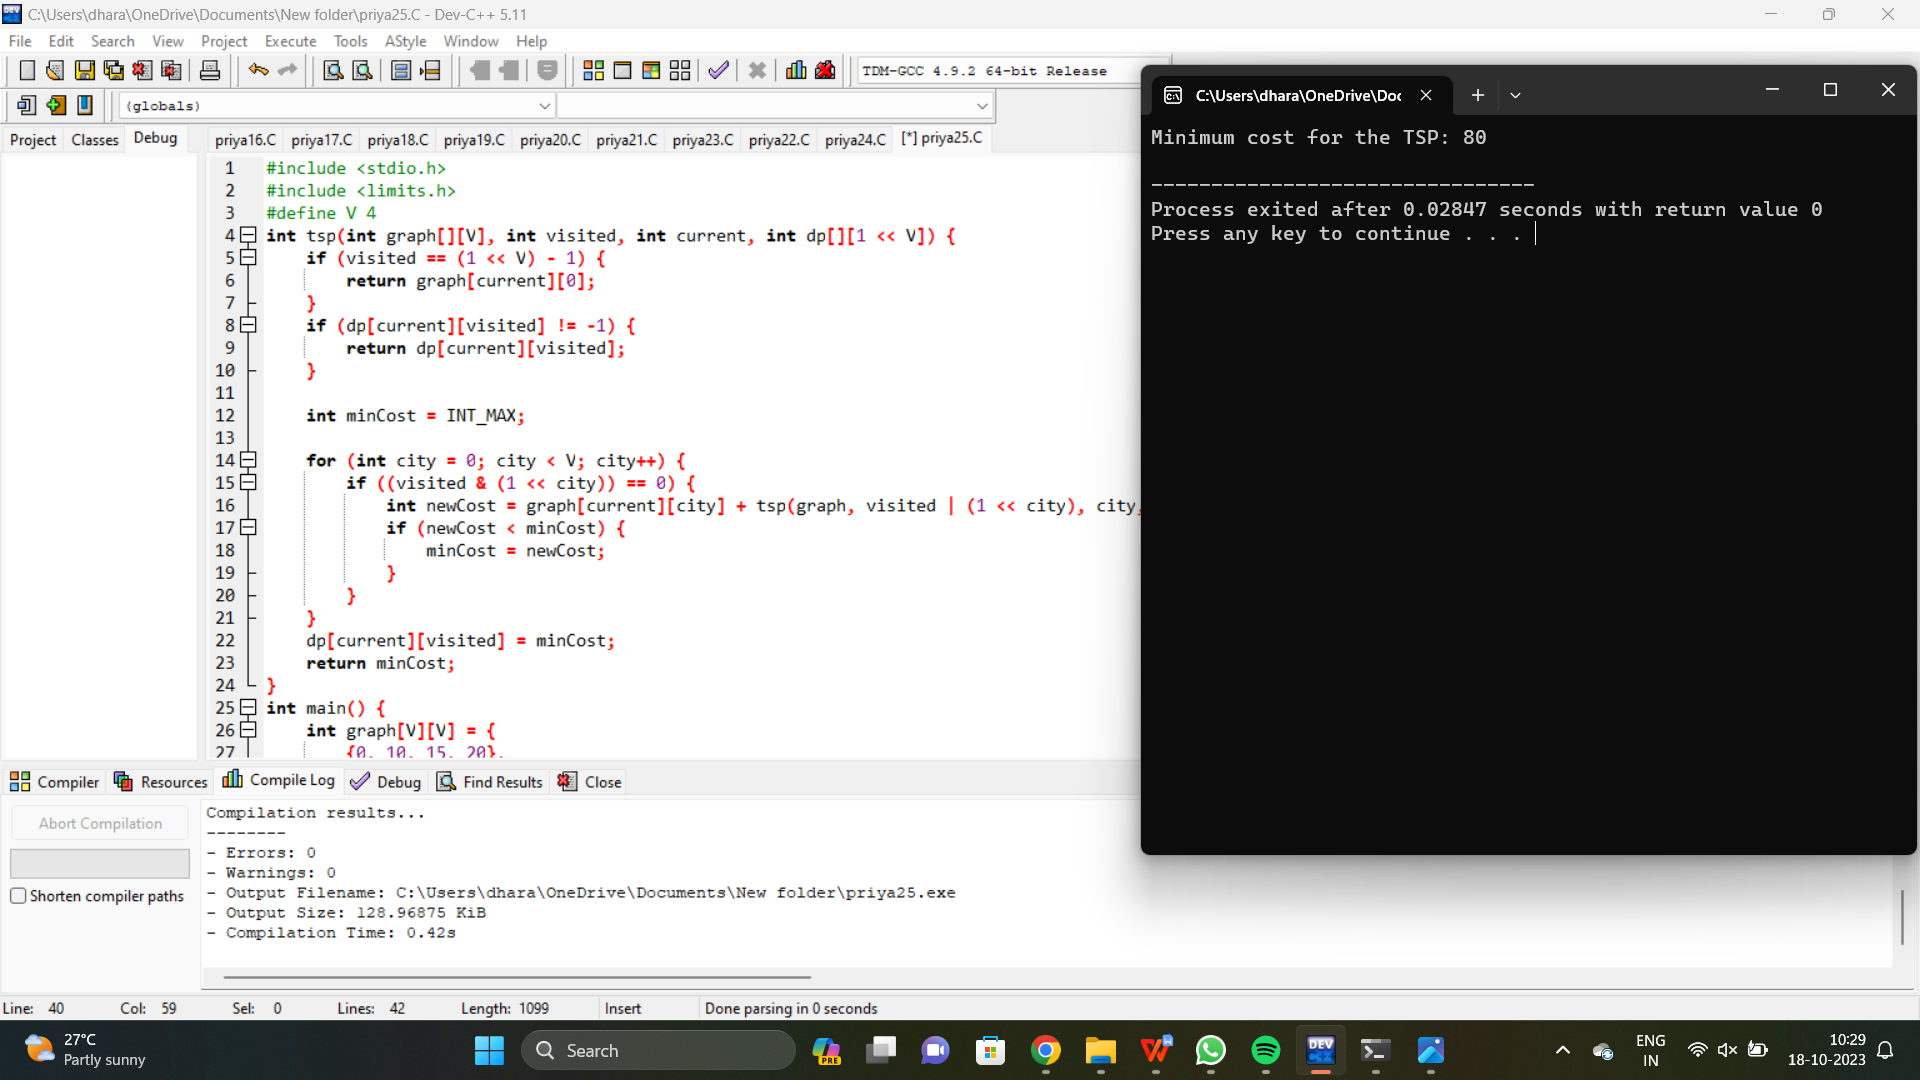 C:\Users\dhara\OneDrive\Documents\New folder\priya25.C - Dev-C++ 5.11
File Edit Search View Project Execute Tools AStyle Window Help
TDM-GCC 4.9.2 64-bit Release
(globals)
Project Classes Debug
priya16.C priya17.C priya18.C priya19.C priya20.C priya21.C priya23.C priya22.C priya24.C [*] priya25.C
1 #include <stdio.h>
2 #include <limits.h>
3 #define V 4
4 int tsp(int graph[][V], int visited, int current, int dp[][1 << V]) {
5 if (visited == (1 << V) - 1) {
6 return graph[current][0];
7 }
8 if (dp[current][visited] != -1) {
9 return dp[current][visited];
10 }
11
12 int minCost = INT_MAX;
13
14 for (int city = 0; city < V; city++) {
15 if ((visited & (1 << city)) == 0) {
16 int newCost = graph[current][city] + tsp(graph, visited | (1 << city), city,
17 if (newCost < minCost) {
18 minCost = newCost;
19 }
20 }
21 }
22 dp[current][visited] = minCost;
23 return minCost;
24 }
25 int main() {
26 int graph[V][V] = {
27 {0, 10, 15, 20},
C:\Users\dhara\OneDrive\Doc
Minimum cost for the TSP: 80
--------------------------------
Process exited after 0.02847 seconds with return value 0
Press any key to continue . . .
Compiler Resources Compile Log Debug Find Results Close
Abort Compilation
Shorten compiler paths
Compilation results...
--------
- Errors: 0
- Warnings: 0
- Output Filename: C:\Users\dhara\OneDrive\Documents\New folder\priya25.exe
- Output Size: 128.96875 KiB
- Compilation Time: 0.42s
Line: 40 Col: 59 Sel: 0 Lines: 42 Length: 1099 Insert Done parsing in 0 seconds
27°C
Partly sunny
Search
PRE
DEV
ENG
IN
10:29
18-10-2023